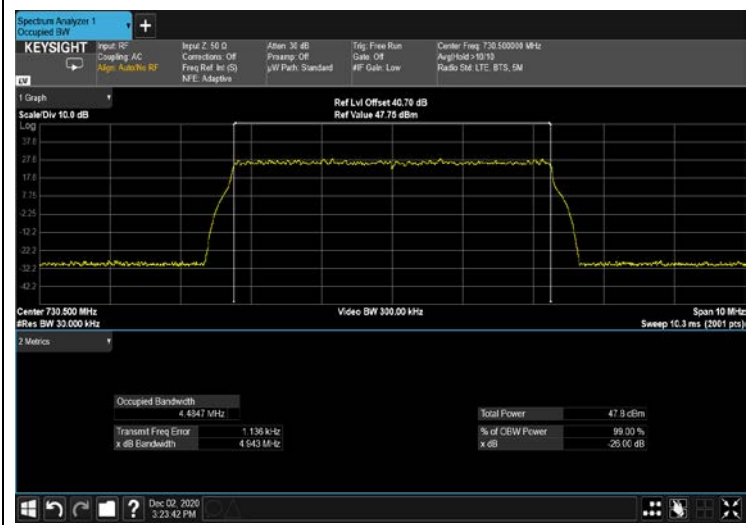 Spectrum Analyzer 1
Occupied BW
+
KEYSIGHT
Input: RF
Coupling: AC
Align: Auto/No RF
Input Z: 50 Ω
Corrections: Off
Freq Ref: Int (S)
NFE: Adaptive
Atten: 30 dB
Preamp: Off
µW Path: Standard
Trig: Free Run
Gate: Off
#IF Gain: Low
Center Freq: 730.500000 MHz
Avg|Hold:>10/10
Radio Std: LTE, BTS, 5M
1 Graph
Scale/Div 10.0 dB
Ref Lvl Offset 40.70 dB
Ref Value 47.75 dBm
Log
37.8
27.8
17.8
7.75
-2.25
-12.2
-22.2
-32.2
-42.2
Center 730.500 MHz
#Res BW 30.000 kHz
Video BW 300.00 kHz
Span 10 MHz
Sweep 10.3 ms (2001 pts)
2 Metrics
Occupied Bandwidth
4.4847 MHz
Transmit Freq Error 1.136 kHz
x dB Bandwidth 4.943 MHz
Total Power 47.8 dBm
% of OBW Power 99.00 %
x dB -26.00 dB
?
Dec 02, 2020
3:23:42 PM